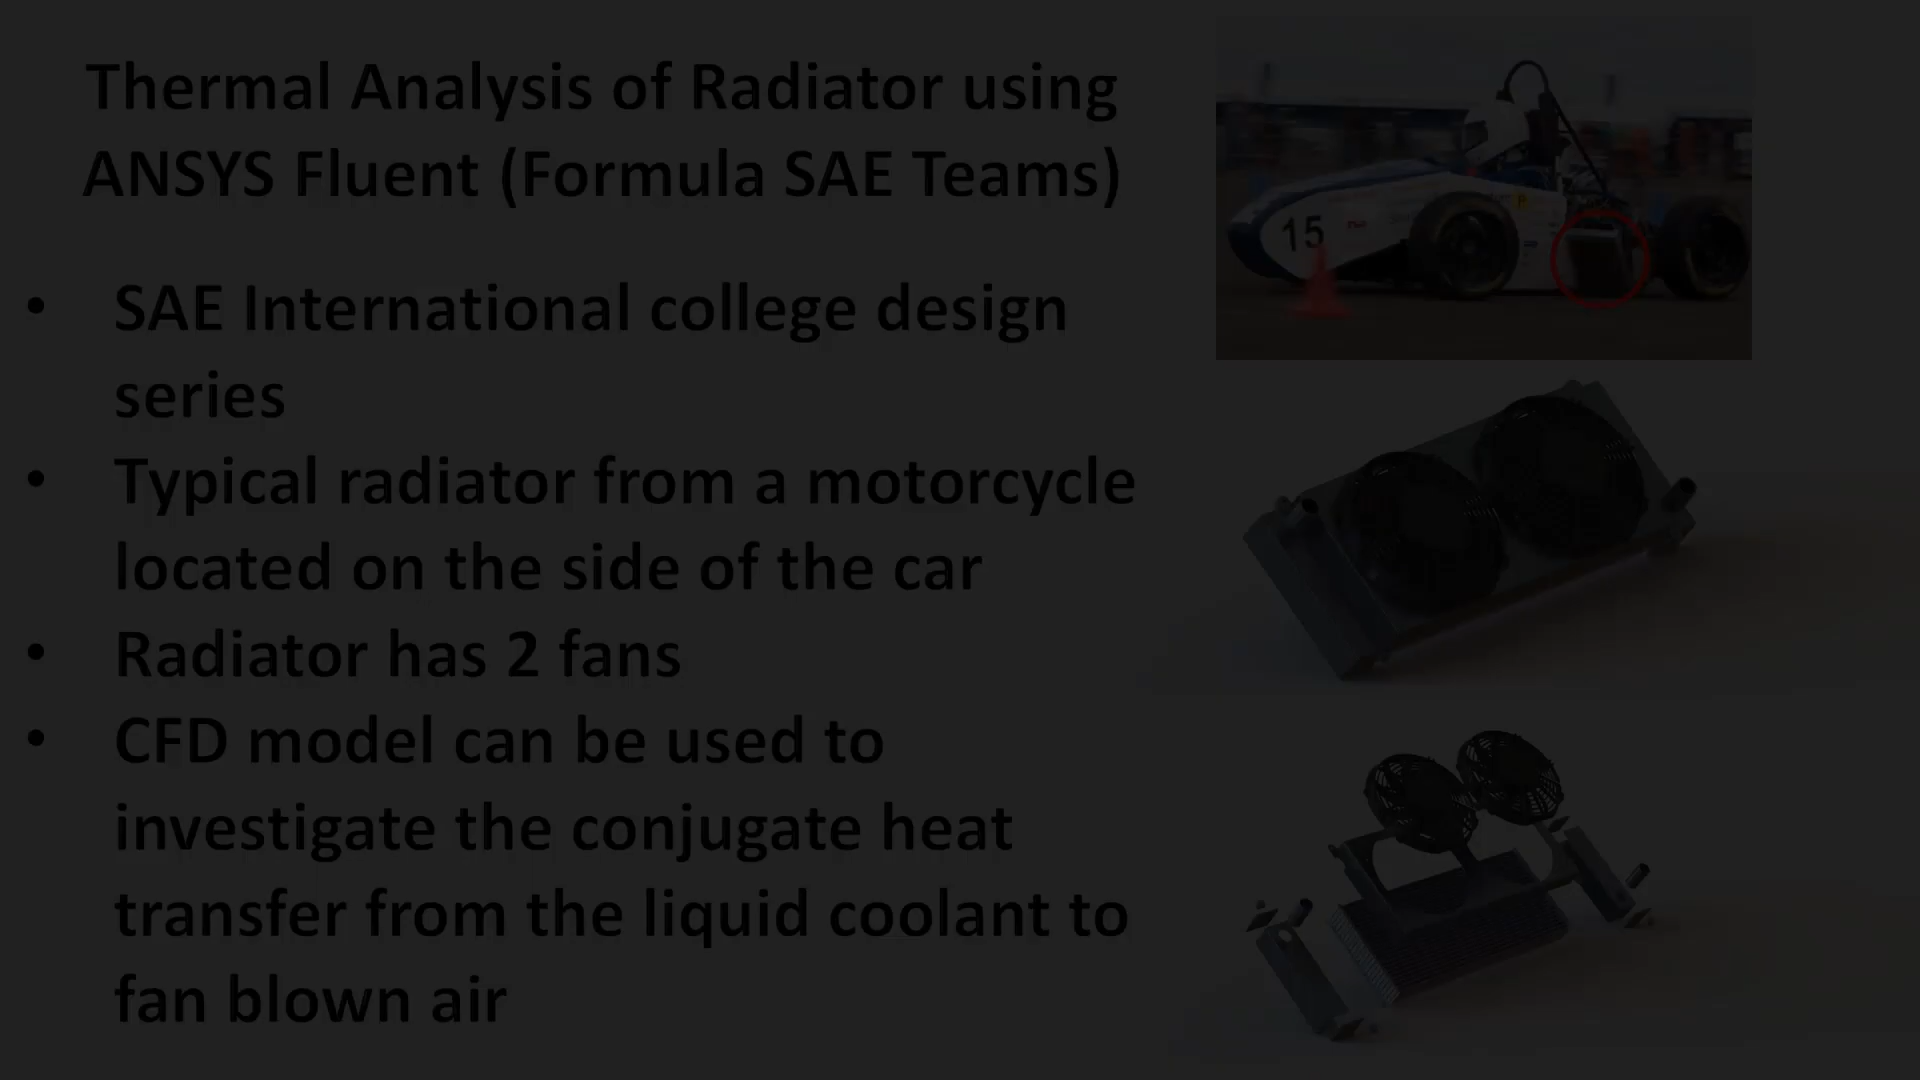 Thermal Analysis of Radiator using
ANSYS Fluent (Formula SAE Teams)
• SAE International college design
series
• Typical radiator from a motorcycle
located on the side of the car
• Radiator has 2 fans
• CFD model can be used to
investigate the conjugate heat
transfer from the liquid coolant to
fan blown air
15